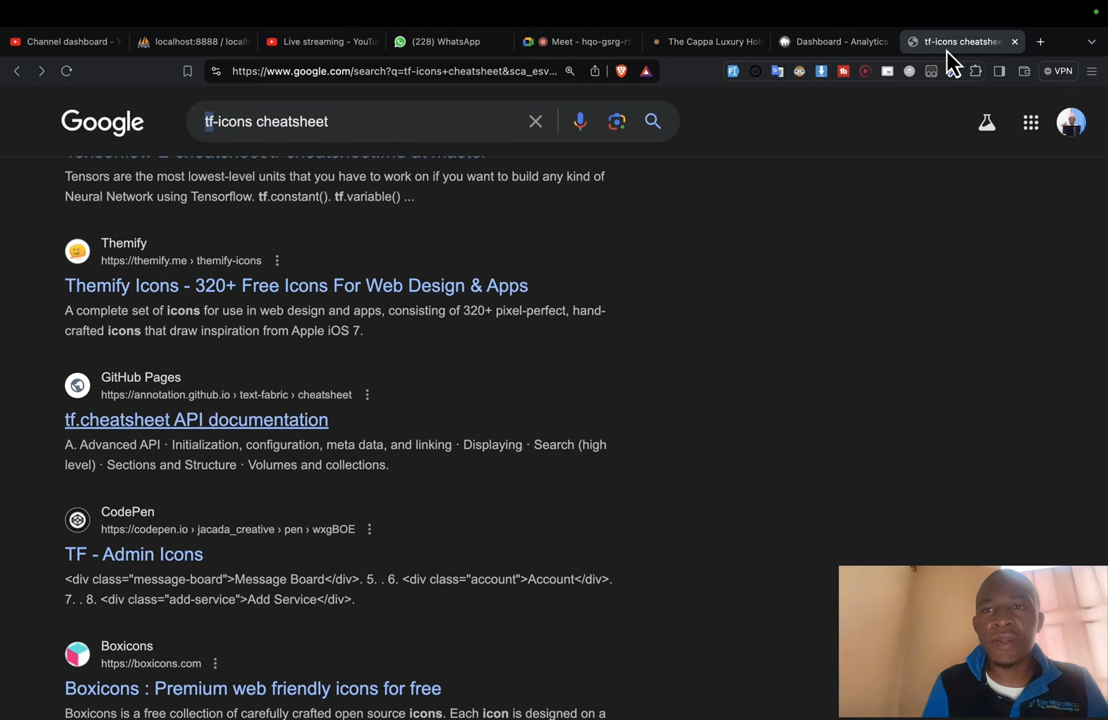 Channel dashboard - Y
localhost:8888 / local
Live streaming - YouTu
(228) WhatsApp
Meet - hqo-gsrg-r
The Cappa Luxury Hot
Dashboard - Analytics
tf-icons cheatshe
https://www.google.com/search?q=tf-icons+cheatsheet&sca_esv...
VPN
Google
tf-icons cheatsheet
Tensors are the most lowest-level units that you have to work on if you want to build any kind of
Neural Network using Tensorflow. tf.constant(). tf.variable() ...
Themify
https://themify.me › themify-icons
Themify Icons - 320+ Free Icons For Web Design & Apps
A complete set of icons for use in web design and apps, consisting of 320+ pixel-perfect, hand-
crafted icons that draw inspiration from Apple iOS 7.
GitHub Pages
https://annotation.github.io › text-fabric › cheatsheet
tf.cheatsheet API documentation
A. Advanced API · Initialization, configuration, meta data, and linking · Displaying · Search (high
level) · Sections and Structure · Volumes and collections.
CodePen
https://codepen.io › jacada_creative › pen › wxgBOE
TF - Admin Icons
<div class="message-board">Message Board</div>. 5. . 6. <div class="account">Account</div>.
7. . 8. <div class="add-service">Add Service</div>.
Boxicons
https://boxicons.com
Boxicons : Premium web friendly icons for free
Boxicons is a free collection of carefully crafted open source icons. Each icon is designed on a